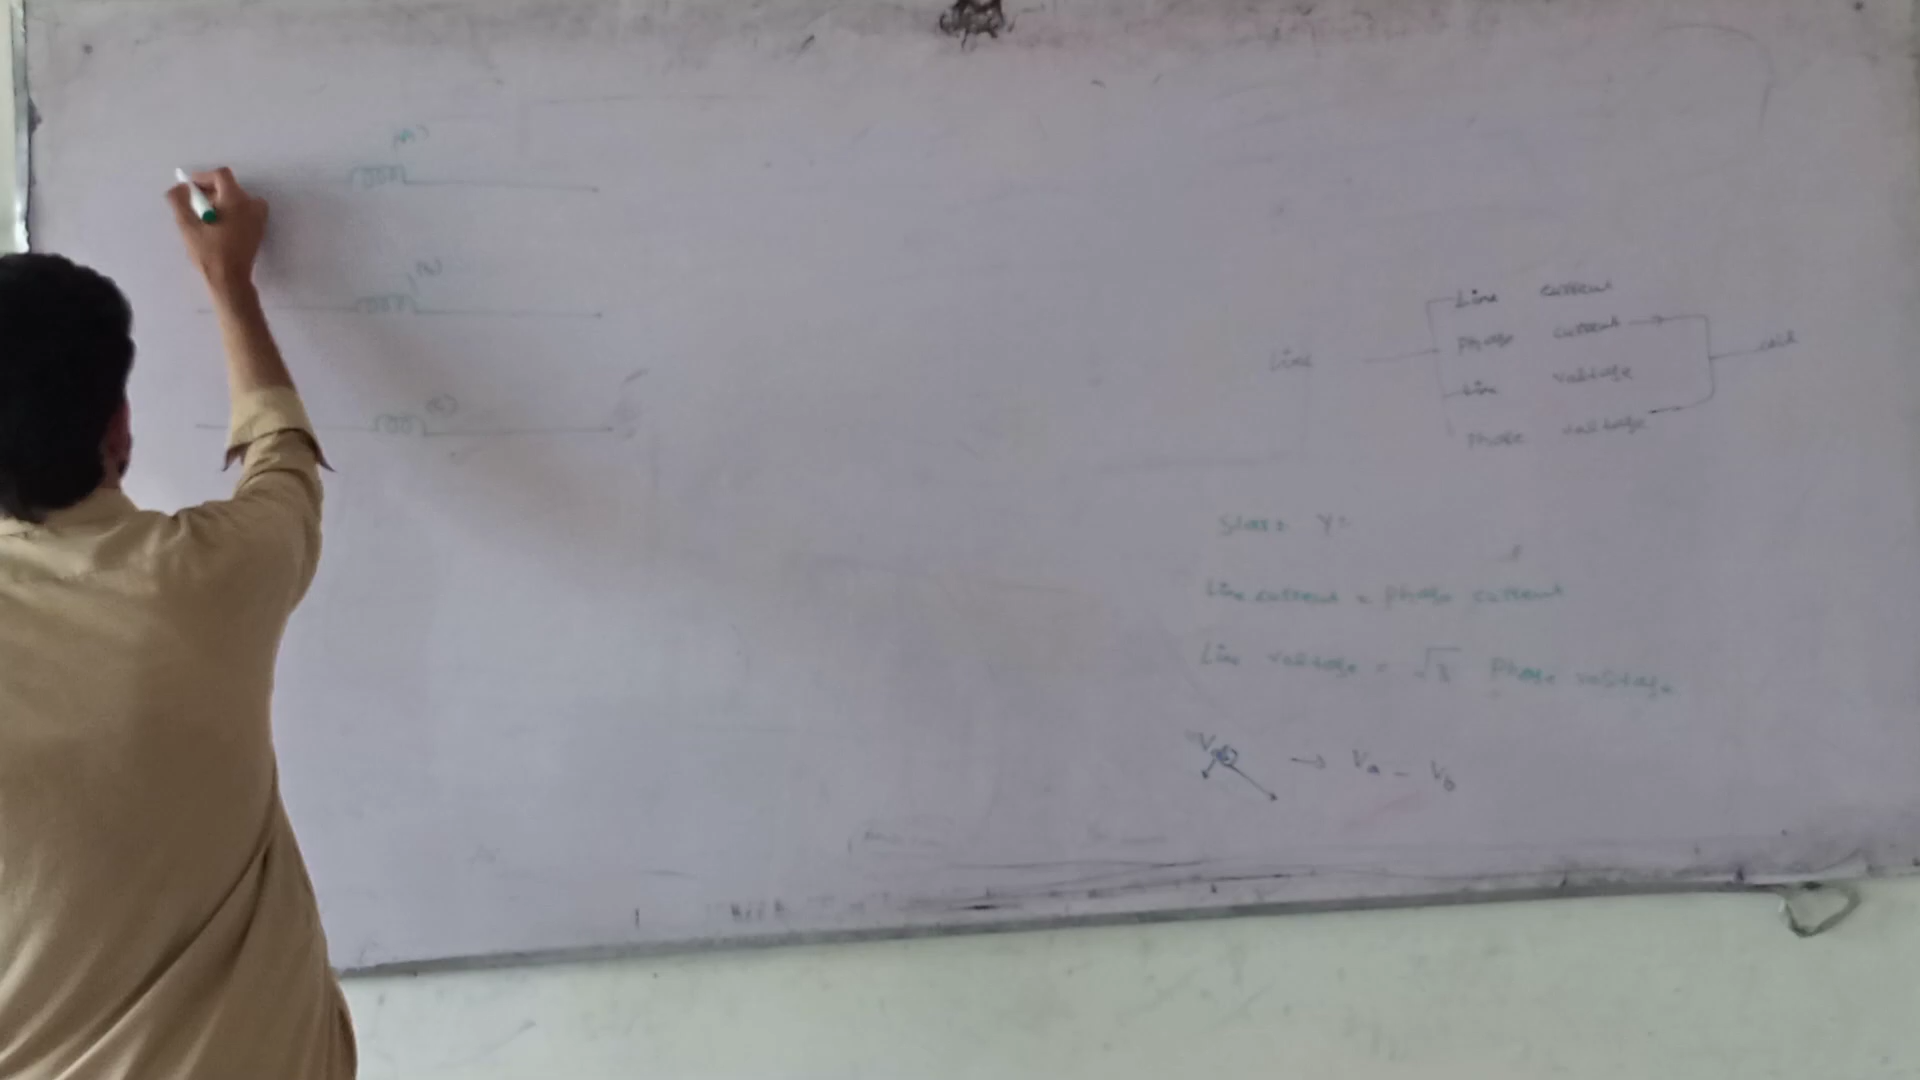 (A)
(B)
(C)
Line current
Phase current
Line
Line voltage
Phase voltage
Star: Y:
Line current = Phase current
Line voltage = √3 Phase voltage
→ Va - Vb